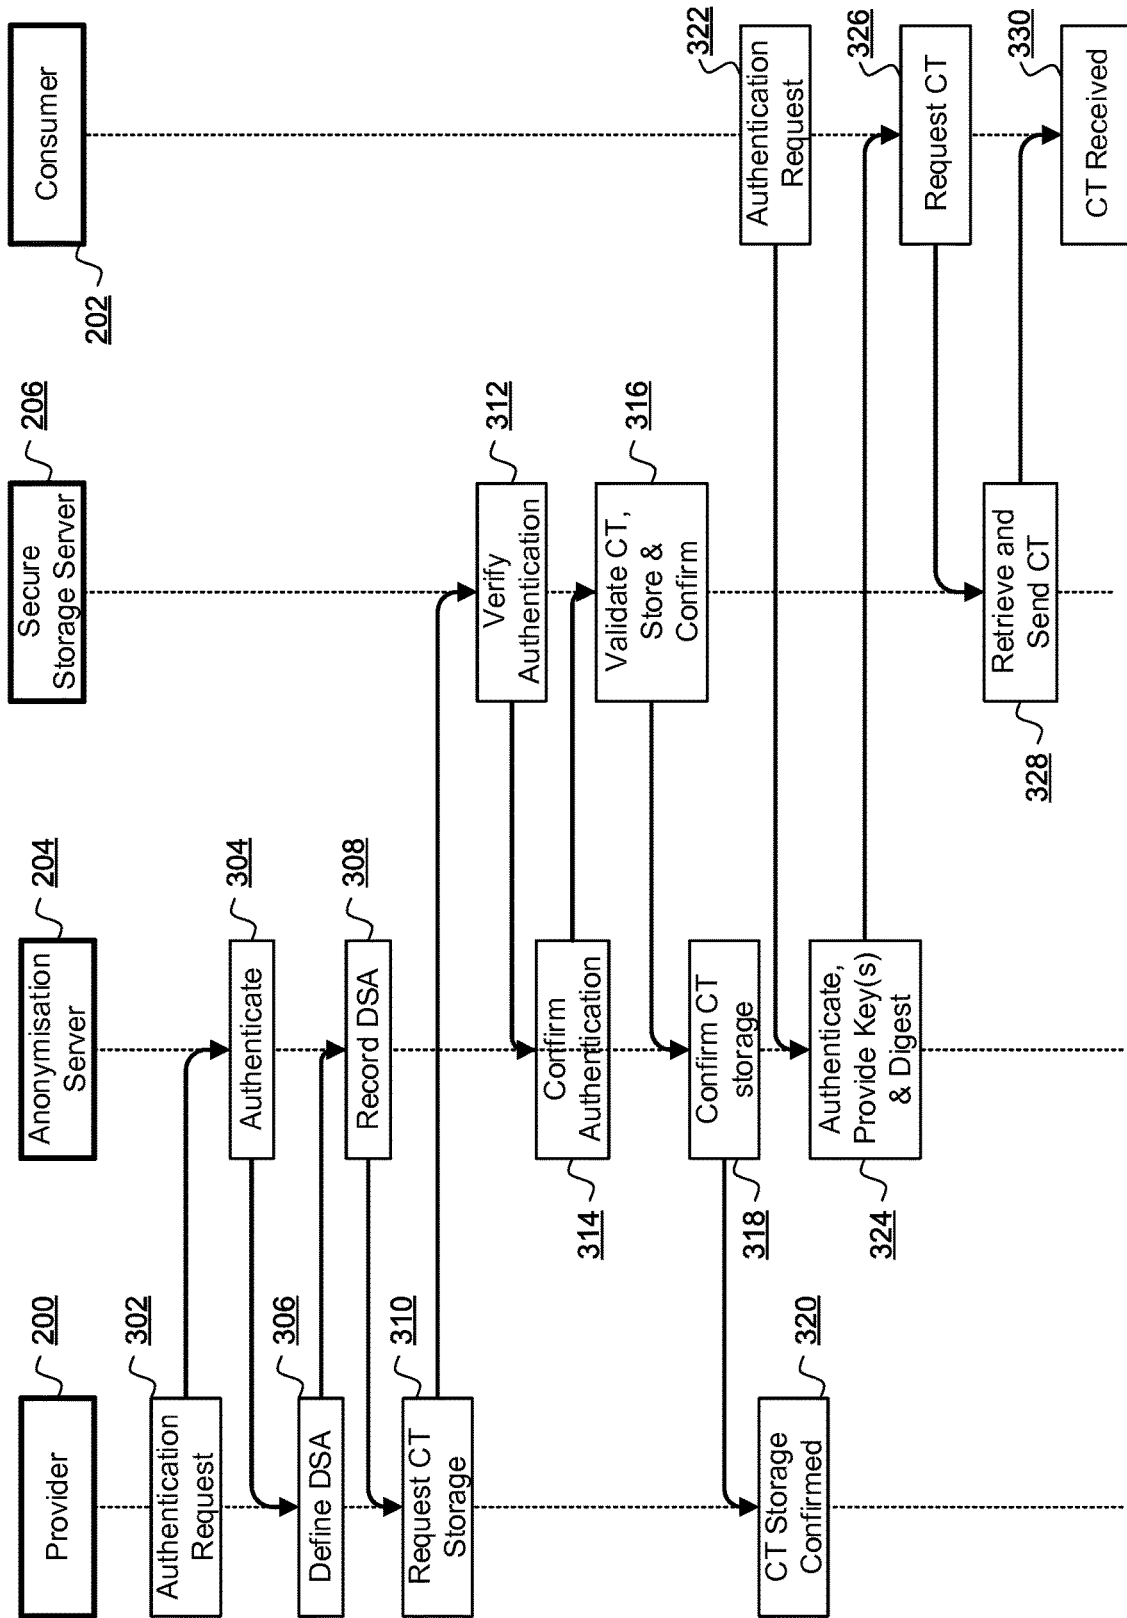 Provider
200
Anonymisation
Server
204
Secure
Storage Server
206
Consumer
202
Authentication
Request
302
Authenticate
304
Define DSA
306
Record DSA
308
Request CT
Storage
310
Verify
Authentication
312
Confirm
Authentication
314
Validate CT,
Store &
Confirm
316
Confirm CT
storage
318
CT Storage
Confirmed
320
Authentication
Request
322
Authenticate,
Provide Key(s)
& Digest
324
Request CT
326
Retrieve and
Send CT
328
CT Received
330